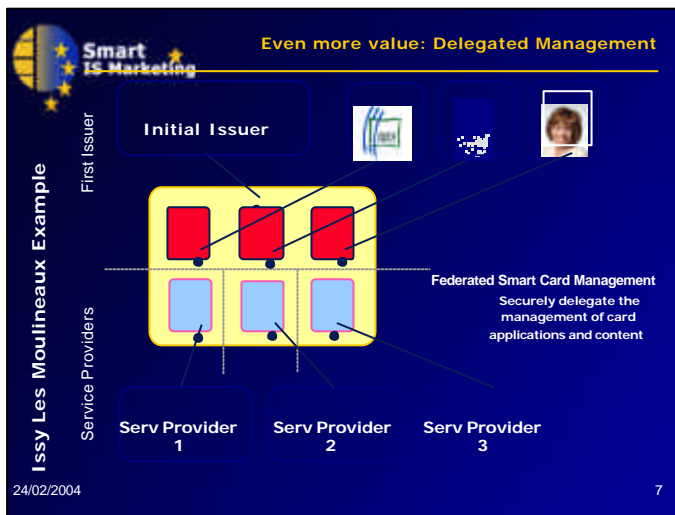 Smart
IS Marketing
Even more value: Delegated Management
Issy Les Moulineaux Example
First Issuer
Service Providers
Initial Issuer
Federated Smart Card Management
Securely delegate the
management of card
applications and content
Serv Provider
1
Serv Provider
2
Serv Provider
3
24/02/2004
7